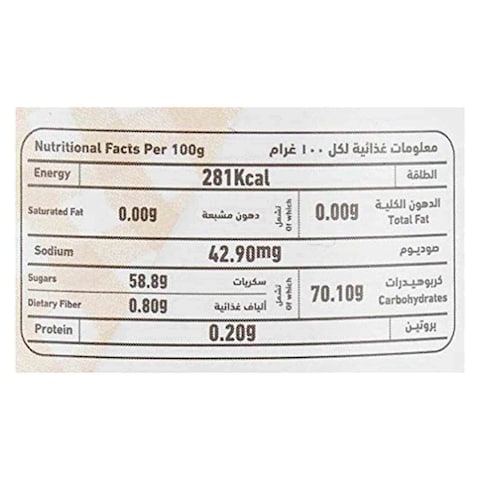 Nutritional Facts Per 100g معلومات غذائية لكل ١٠٠ غرام
Energy 281Kcal الطاقة
Saturated Fat 0.00g دهون مشبعة تشمل Of which 0.00g الدهون الكلية Total Fat
Sodium 42.90mg صوديوم
Sugars 58.8g سكريات
Dietary Fiber 0.80g ألياف غذائية تشمل Of which 70.10g كربوهيدرات Carbohydrates
Protein 0.20g بروتين